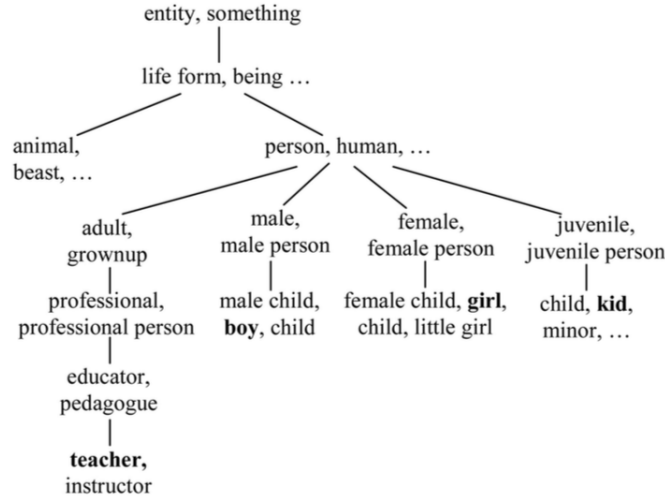 entity, something
life form, being …
animal,
beast, …
person, human, …
adult,
grownup
male,
male person
female,
female person
juvenile,
juvenile person
professional,
professional person
male child,
boy, child
female child, girl,
child, little girl
child, kid,
minor, …
educator,
pedagogue
teacher,
instructor